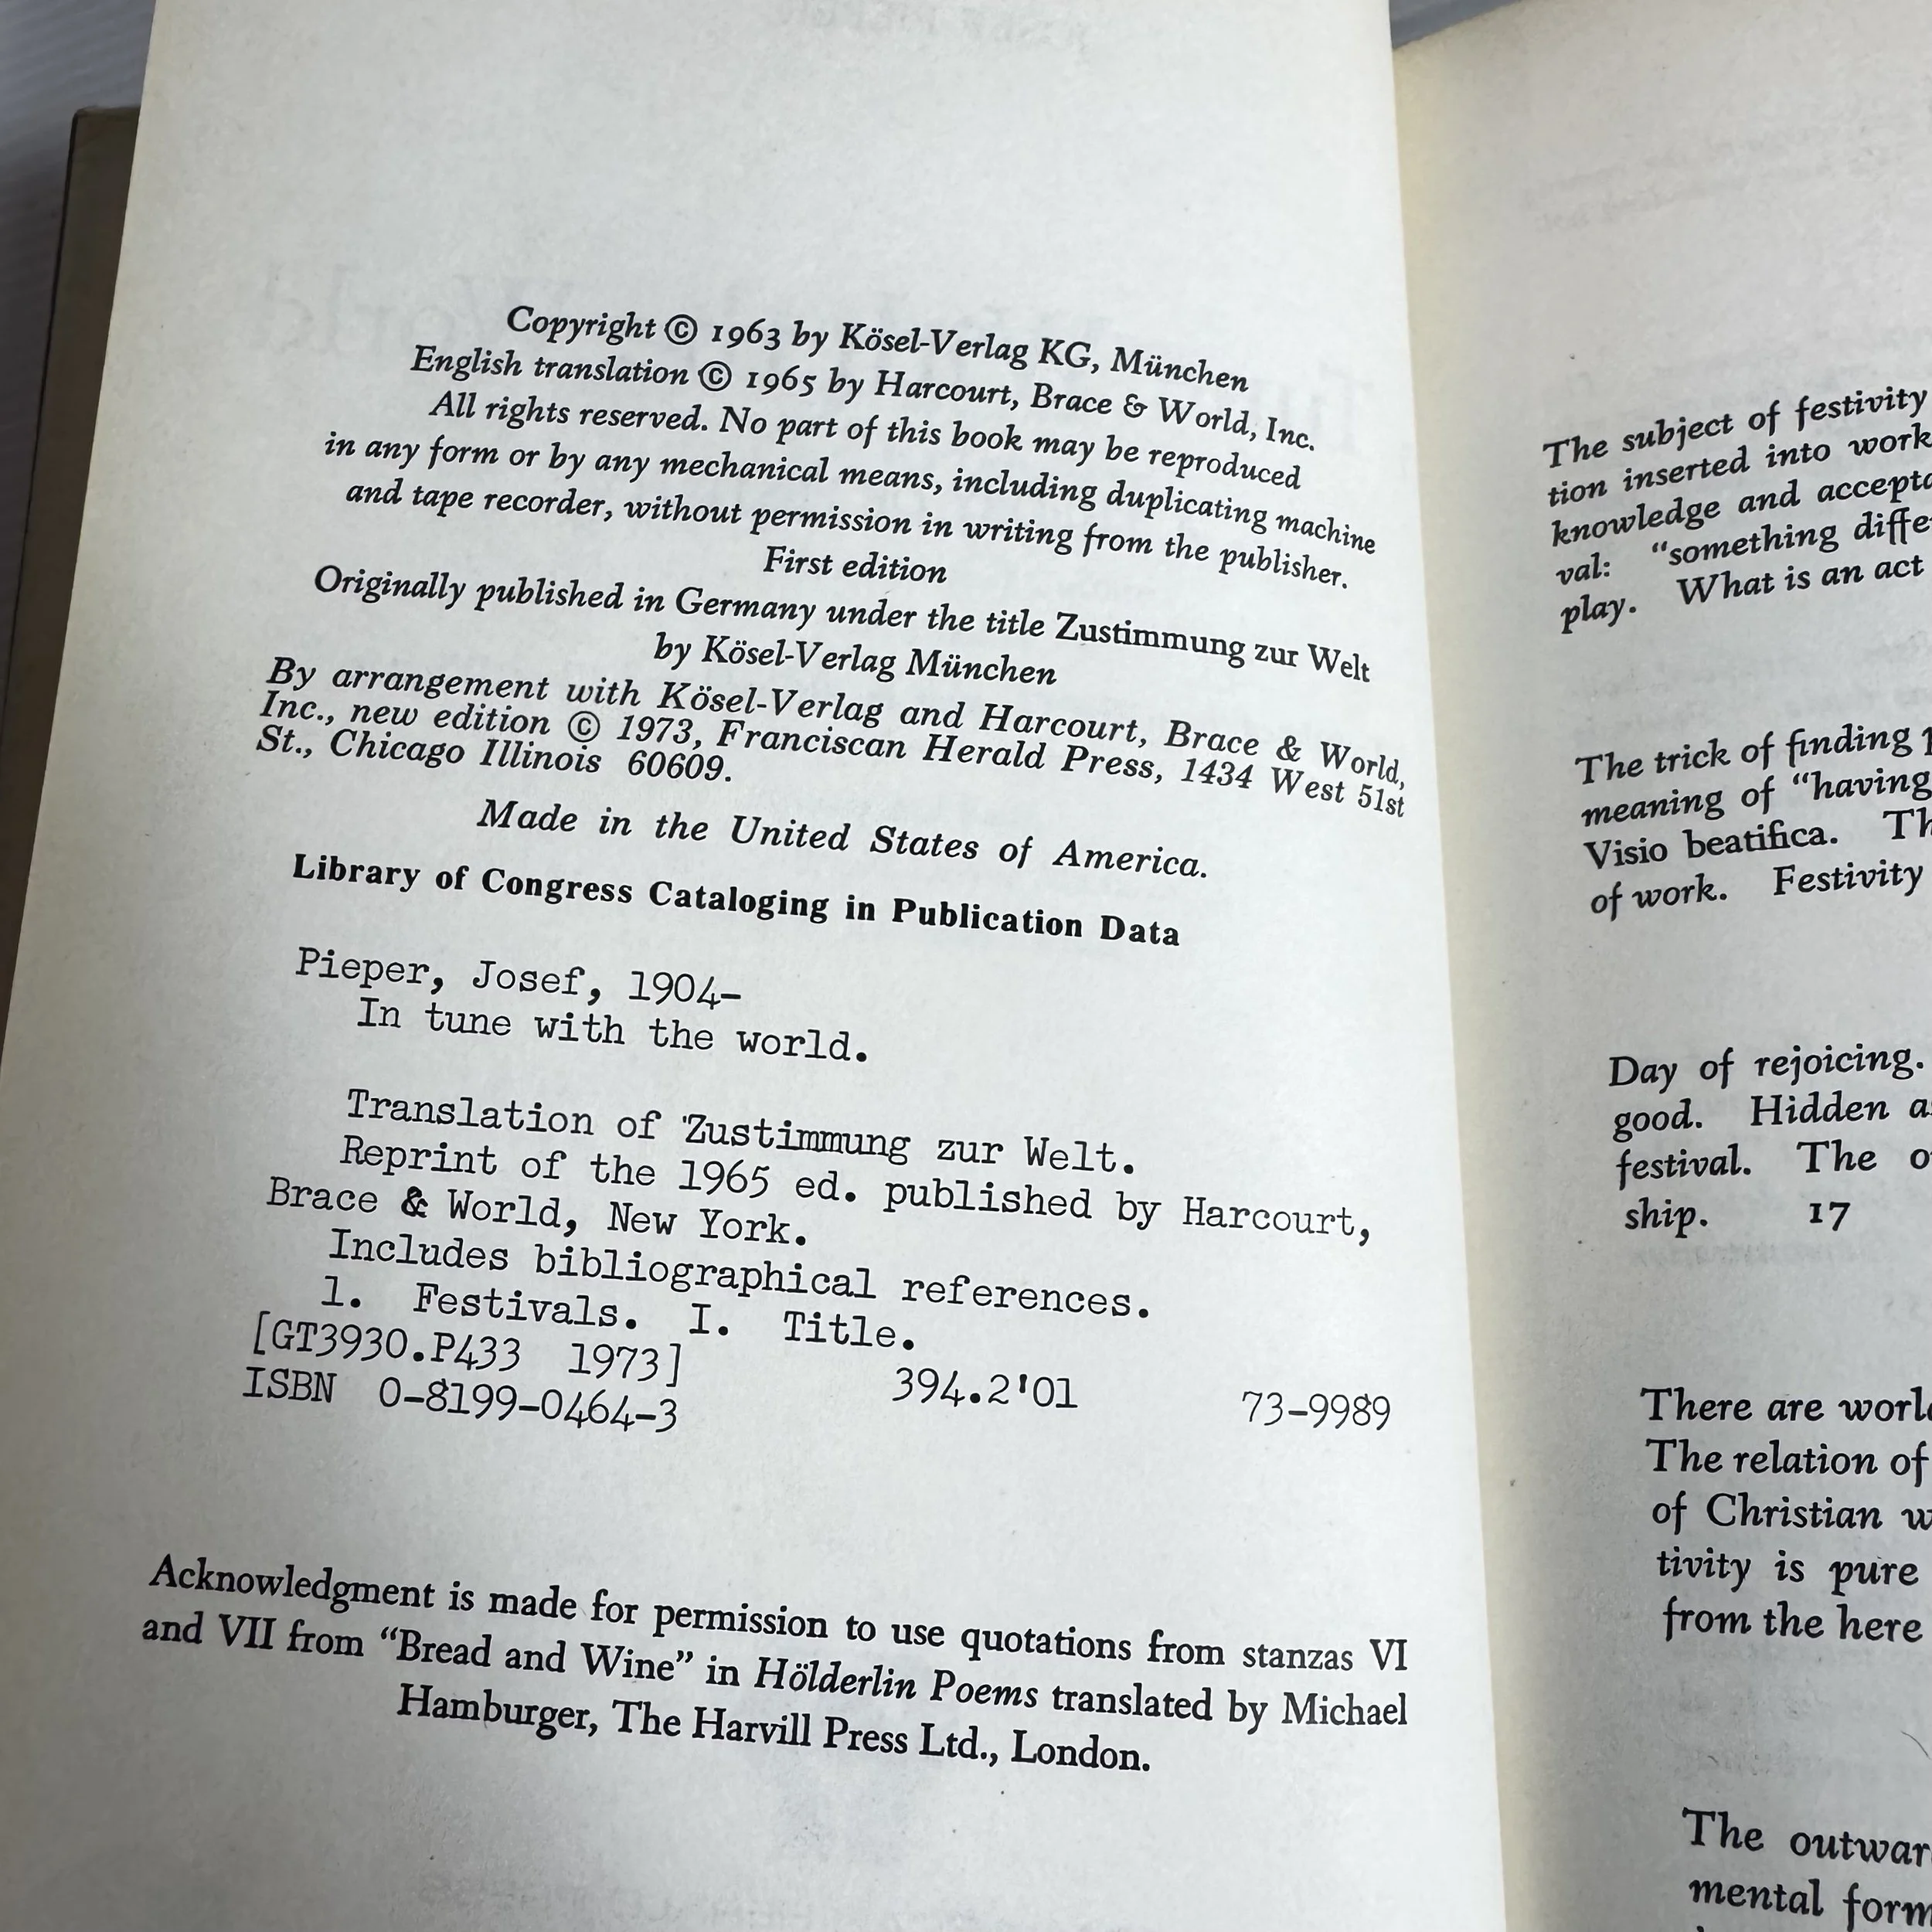 Copyright © 1963 by Kösel-Verlag KG, München
English translation © 1965 by Harcourt, Brace & World, Inc.
All rights reserved. No part of this book may be reproduced
in any form or by any mechanical means, including duplicating machine
and tape recorder, without permission in writing from the publisher.
First edition
Originally published in Germany under the title Zustimmung zur Welt
by Kösel-Verlag München
By arrangement with Kösel-Verlag and Harcourt, Brace & World,
Inc., new edition © 1973, Franciscan Herald Press, 1434 West 51st
St., Chicago Illinois 60609.
Made in the United States of America.
Library of Congress Cataloging in Publication Data
Pieper, Josef, 1904-
In tune with the world.
Translation of Zustimmung zur Welt.
Reprint of the 1965 ed. published by Harcourt,
Brace & World, New York.
Includes bibliographical references.
1. Festivals. I. Title.
[GT3930.P433 1973] 394.2'01 73-9989
ISBN 0-8199-0464-3
Acknowledgment is made for permission to use quotations from stanzas VI
and VII from "Bread and Wine" in Hölderlin Poems translated by Michael
Hamburger, The Harvill Press Ltd., London.
The subject of festivity
tion inserted into work
knowledge and accepta
val: "something diffe
play. What is an act
The trick of finding
meaning of "having
Visio beatifica. Th
of work. Festivity
Day of rejoicing.
good. Hidden a
festival. The o
ship. 17
There are worl
The relation of
of Christian w
tivity is pure
from the here
The outwar
mental form